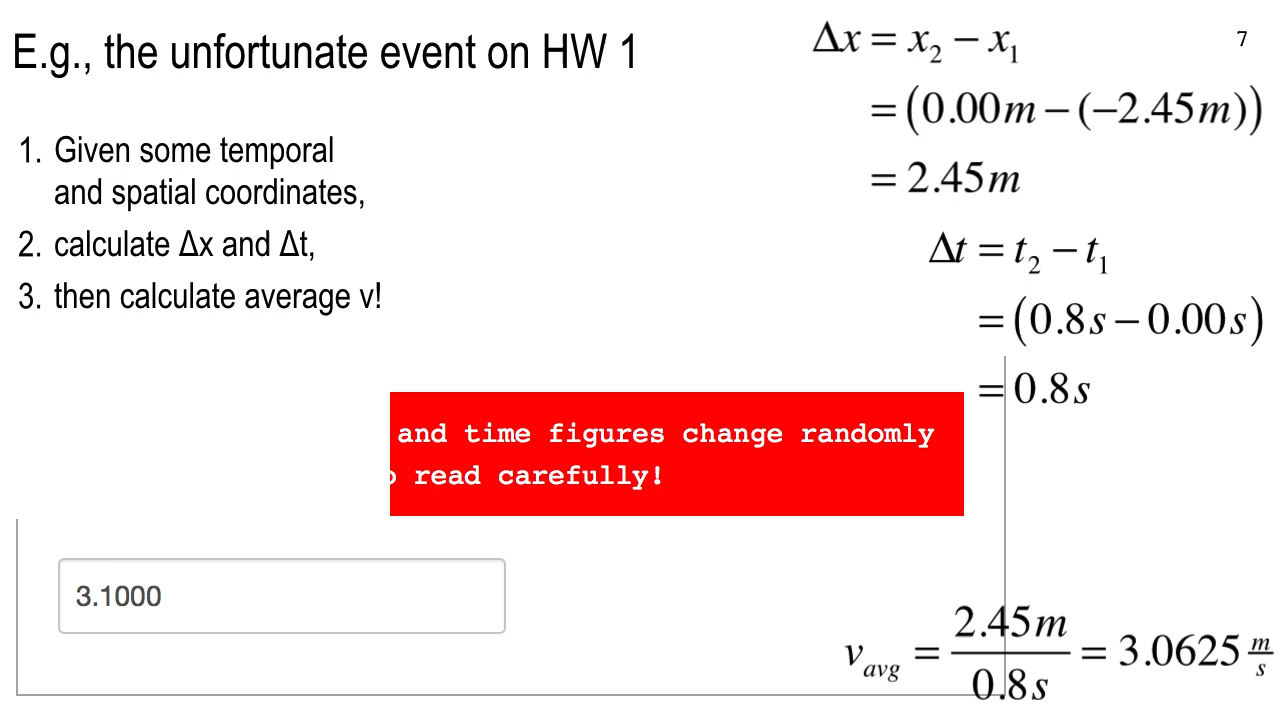 E.g., the unfortunate event on HW 1
7
1. Given some temporal
and spatial coordinates,
2. calculate Δx and Δt,
3. then calculate average v!
Δx = x₂ − x₁
= (0.00m − (−2.45m))
= 2.45m
Δt = t₂ − t₁
= (0.8s − 0.00s)
= 0.8s
and time figures change randomly
read carefully!
3.1000
v_avg = 2.45m / 0.8s = 3.0625 m/s